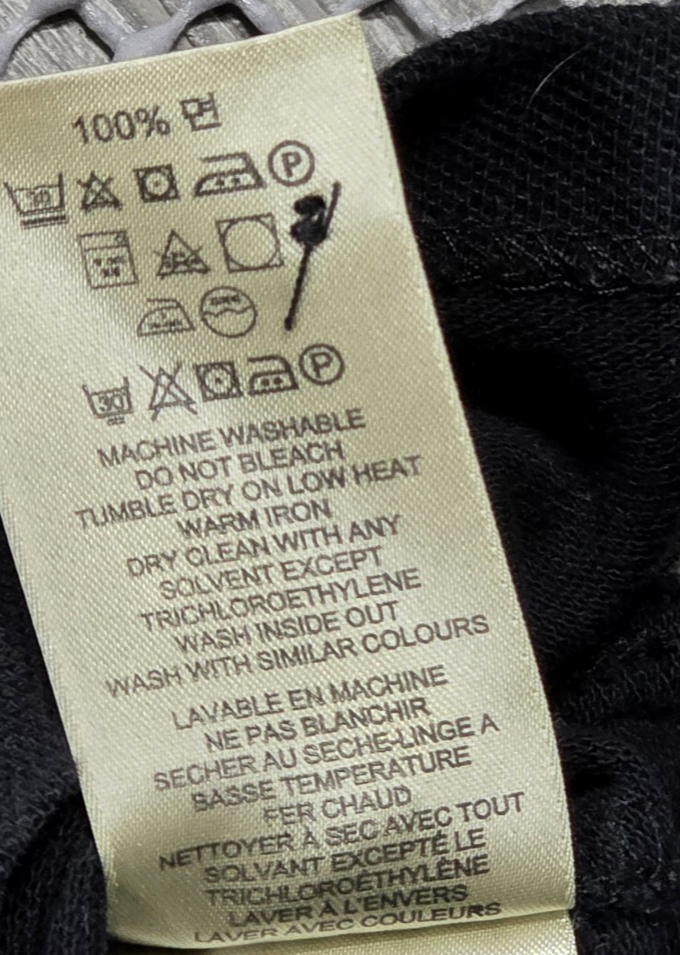 100%
30
P
30
P
MACHINE WASHABLE
DO NOT BLEACH
TUMBLE DRY ON LOW HEAT
WARM IRON
DRY CLEAN WITH ANY
SOLVENT EXCEPT
TRICHLOROETHYLENE
WASH INSIDE OUT
WASH WITH SIMILAR COLOURS
LAVABLE EN MACHINE
NE PAS BLANCHIR
SECHER AU SECHE-LINGE A
BASSE TEMPERATURE
FER CHAUD
NETTOYER À SEC AVEC TOUT
SOLVANT EXCEPTÉ LE
TRICHLOROÉTHYLÈNE
LAVER À L'ENVERS
LAVER AVEC COULEURS